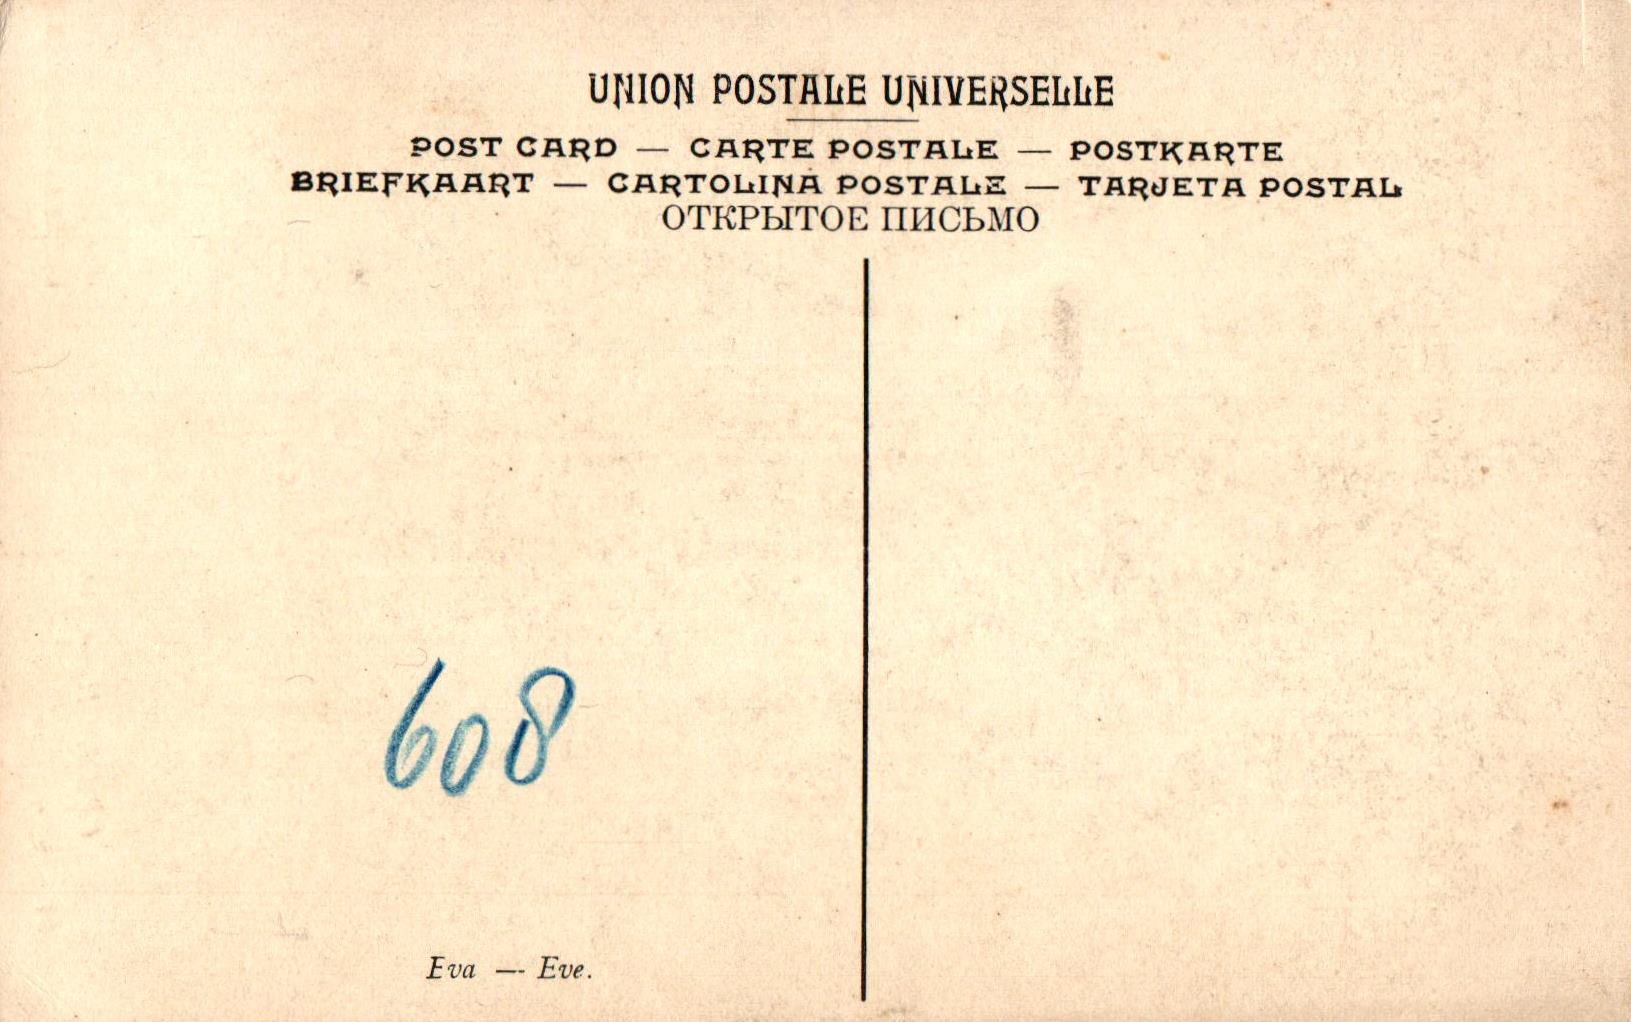 UNION POSTALE UNIVERSELLE
POST CARD — CARTE POSTALE — POSTKARTE
BRIEFKAART — CARTOLINA POSTALE — TARJETA POSTAL
ОТКРЫТОЕ ПИСЬМО
608
Eva — Eve.